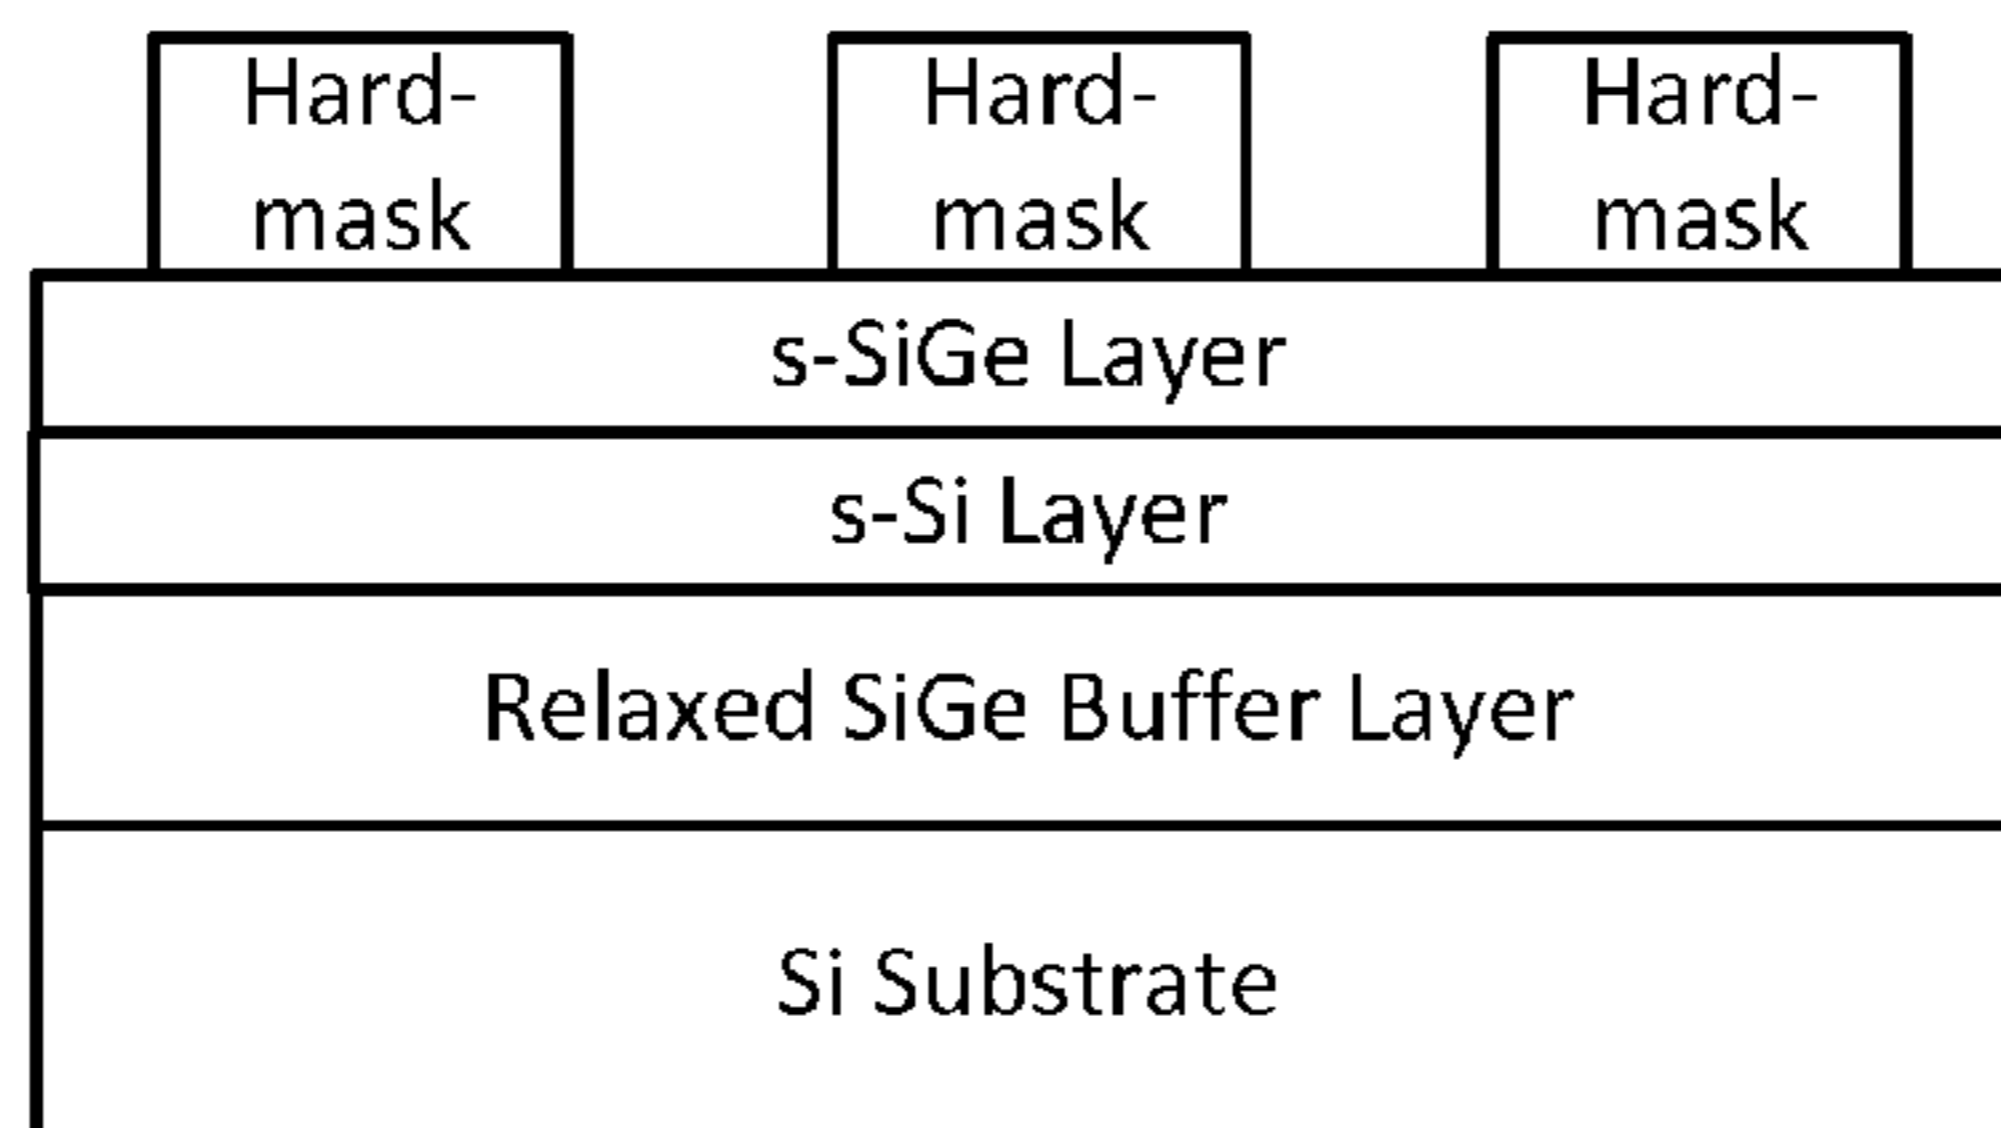 Hard-
mask
Hard-
mask
Hard-
mask
s-SiGe Layer
s-Si Layer
Relaxed SiGe Buffer Layer
Si Substrate